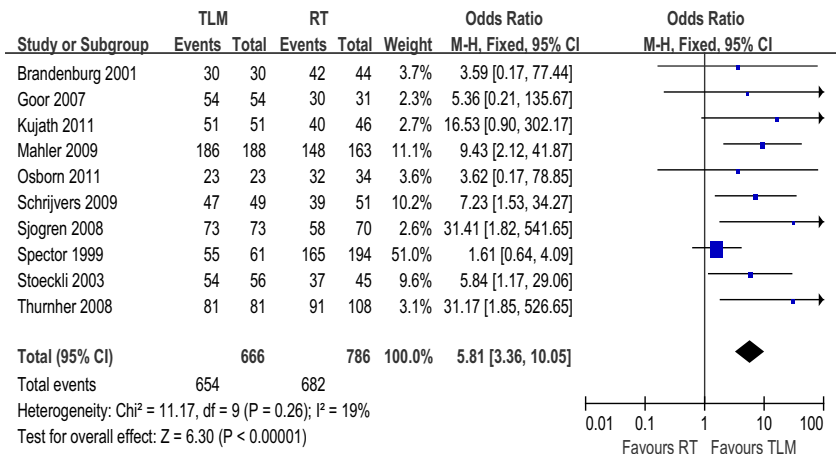 TLM RT Odds Ratio Odds Ratio
Study or Subgroup Events Total Events Total Weight M-H, Fixed, 95% CI M-H, Fixed, 95% CI
Brandenburg 2001 30 30 42 44 3.7% 3.59 [0.17, 77.44]
Goor 2007 54 54 30 31 2.3% 5.36 [0.21, 135.67]
Kujath 2011 51 51 40 46 2.7% 16.53 [0.90, 302.17]
Mahler 2009 186 188 148 163 11.1% 9.43 [2.12, 41.87]
Osborn 2011 23 23 32 34 3.6% 3.62 [0.17, 78.85]
Schrijvers 2009 47 49 39 51 10.2% 7.23 [1.53, 34.27]
Sjogren 2008 73 73 58 70 2.6% 31.41 [1.82, 541.65]
Spector 1999 55 61 165 194 51.0% 1.61 [0.64, 4.09]
Stoeckli 2003 54 56 37 45 9.6% 5.84 [1.17, 29.06]
Thurnher 2008 81 81 91 108 3.1% 31.17 [1.85, 526.65]
Total (95% CI) 666 786 100.0% 5.81 [3.36, 10.05]
Total events 654 682
Heterogeneity: Chi² = 11.17, df = 9 (P = 0.26); I² = 19%
Test for overall effect: Z = 6.30 (P < 0.00001)
0.01 0.1 1 10 100
Favours RT Favours TLM